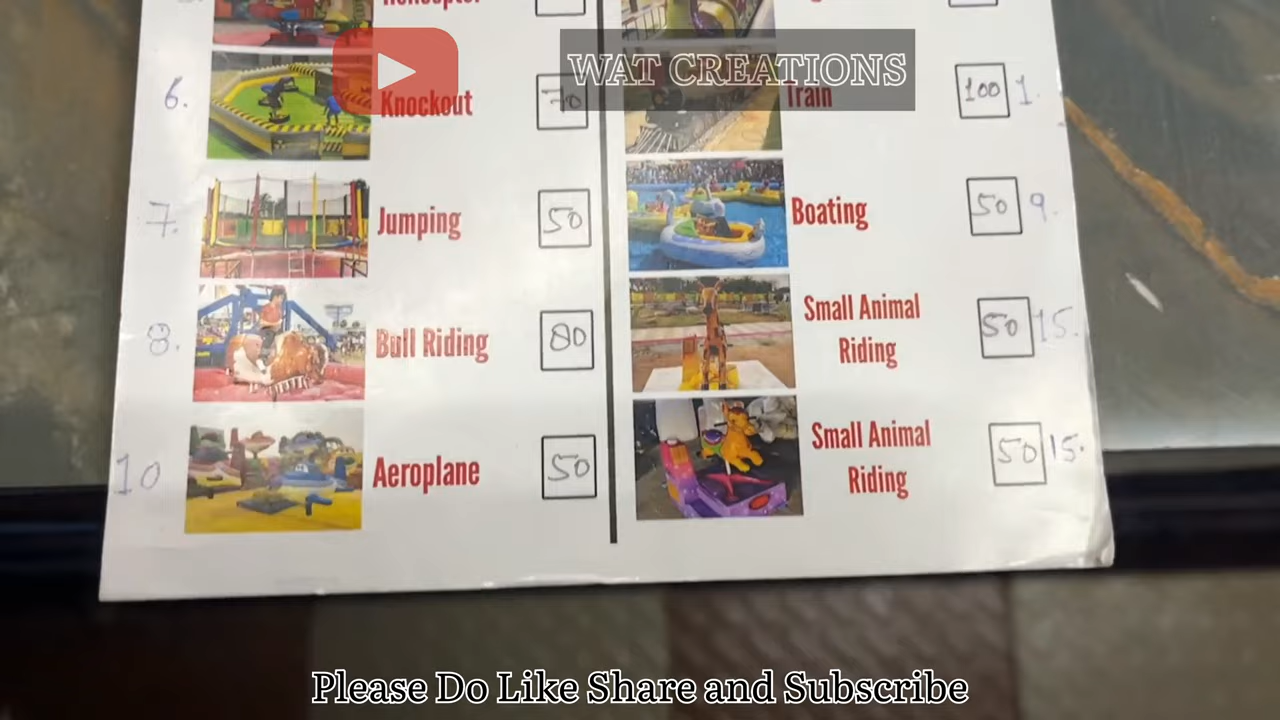 Helicopter
WAT CREATIONS
6.
Knockout
Train
100
1.
7.
Jumping
50
Boating
50
9.
8.
Bull Riding
80
Small Animal
Riding
50
15.
10
Aeroplane
50
Small Animal
Riding
50
15.
Please Do Like Share and Subscribe